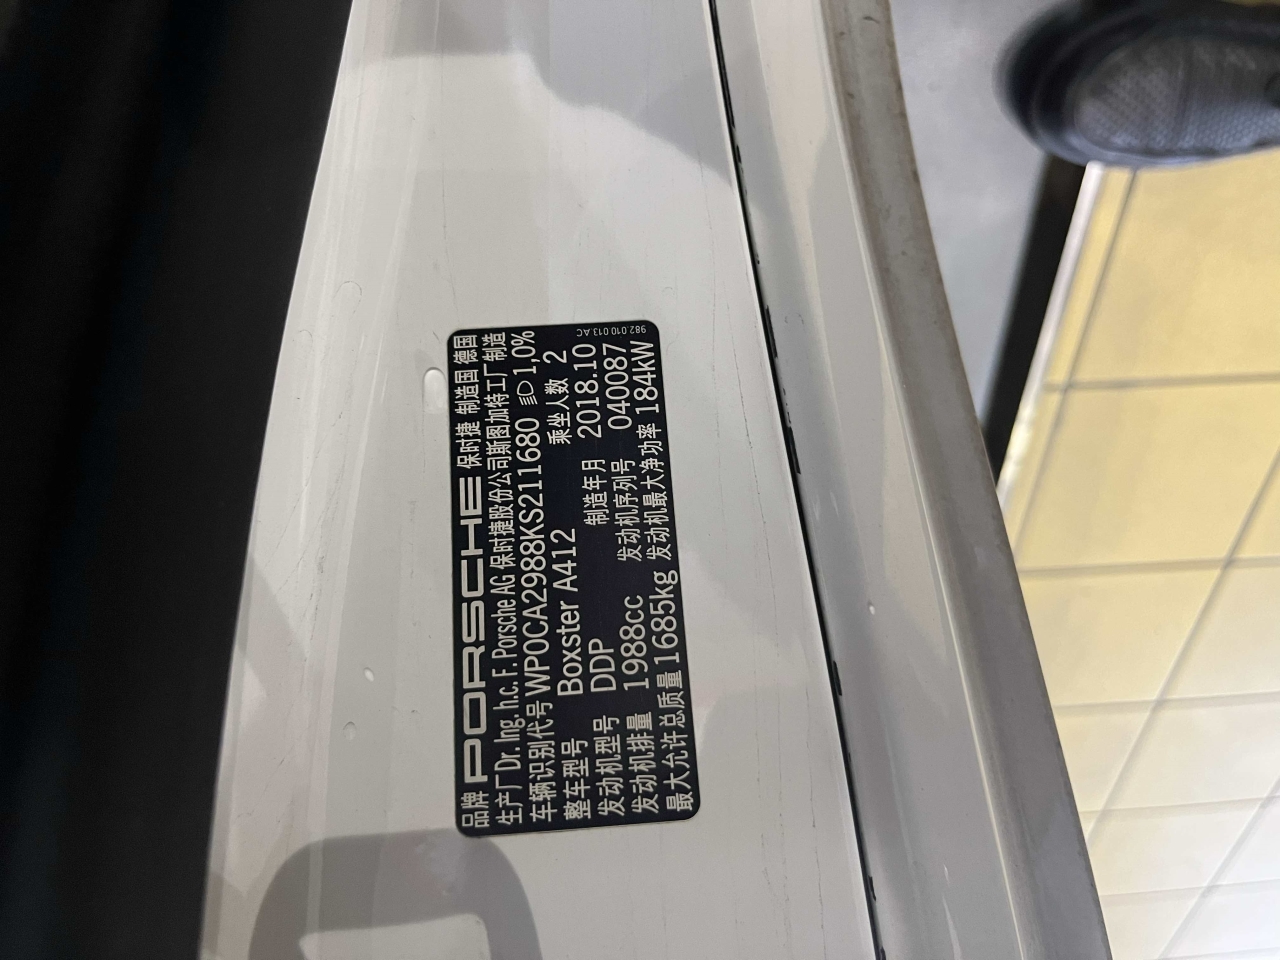 品牌 PORSCHE 保时捷 制造国 德国
生产厂 Dr. Ing. h.c. F. Porsche AG 保时捷股份公司斯图加特工厂制造
车辆识别代号 WP0CA2988KS211680 1,0%
整车型号 Boxster A412 乘坐人数 2
发动机型号 DDP 制造年月 2018.10
发动机排量 1988cc 发动机序列号 040087
最大允许总质量 1685kg 发动机最大净功率 184kW
982.010.013.AC